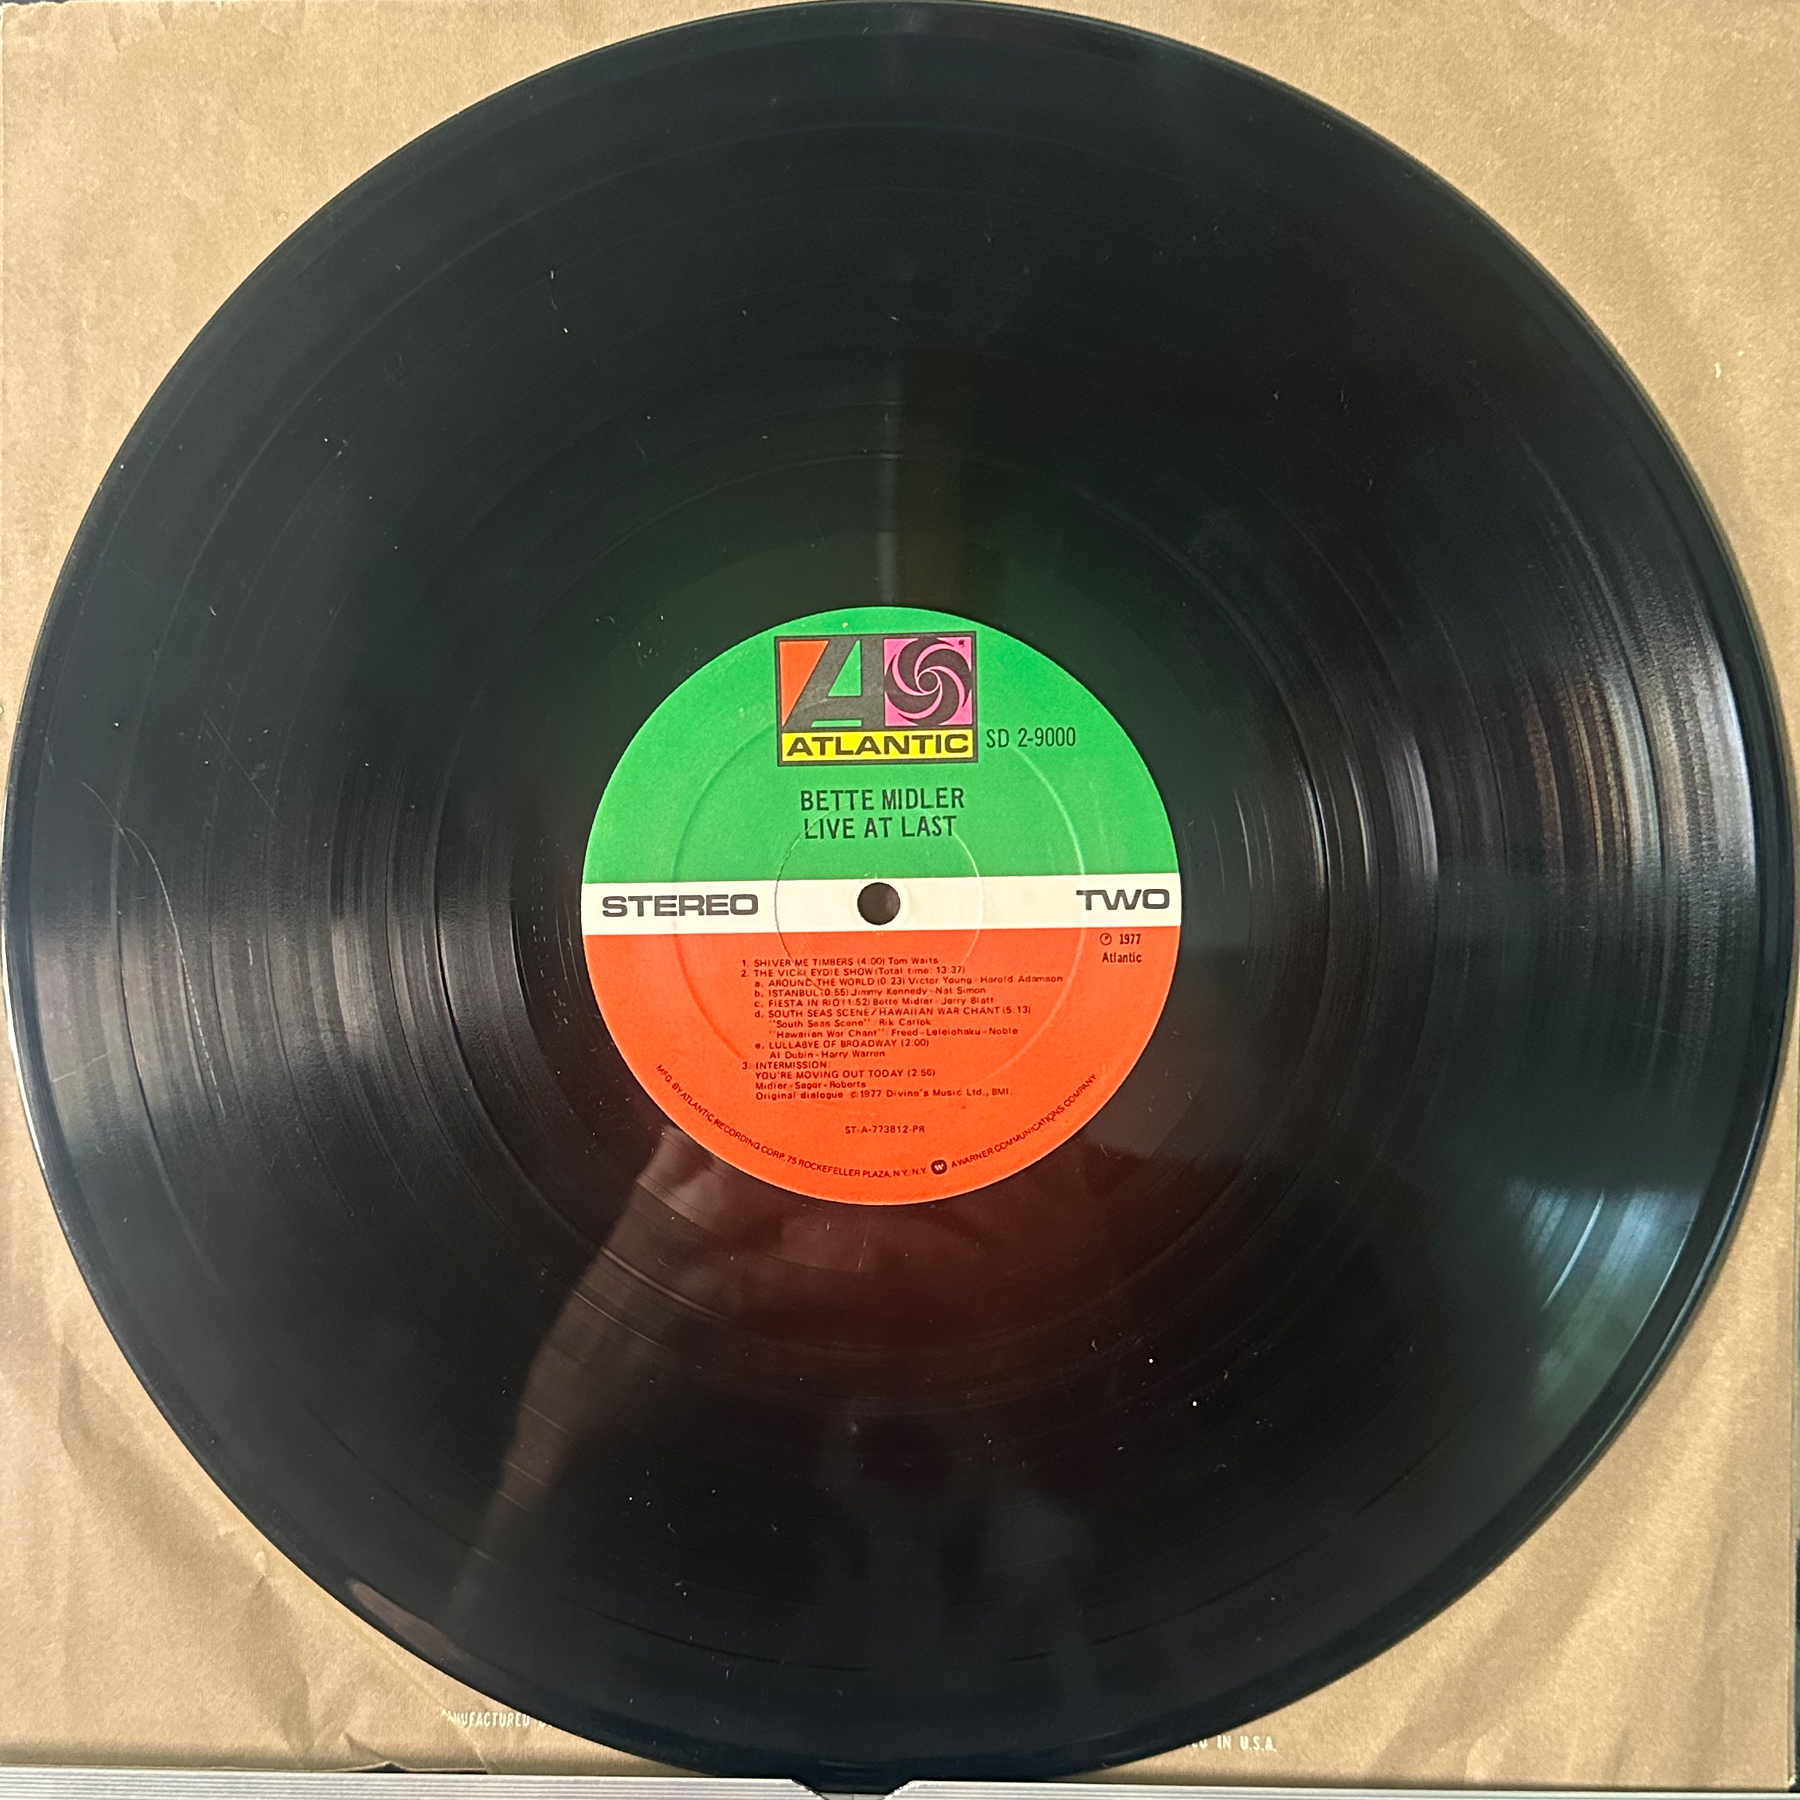 ATLANTIC
SD 2-9000
BETTE MIDLER
LIVE AT LAST
STEREO
TWO
℗ 1977
Atlantic
1. SHIVER ME TIMBERS (4:00) Tom Waits
2. THE VICKI EYDIE SHOW (Total time: 13:37)
a. AROUND THE WORLD (0:23) Victor Young - Harold Adamson
b. ISTANBUL (0:55) Jimmy Kennedy - Nat Simon
c. FIESTA IN RIO (1:52) Bette Midler - Jerry Blatt
d. SOUTH SEAS SCENE/HAWAIIAN WAR CHANT (5:13)
"South Seas Scene" Rik Carlok
"Hawaiian War Chant" Freed - Leleiohaku - Noble
e. LULLABYE OF BROADWAY (2:00)
Al Dubin - Harry Warren
3. INTERMISSION:
YOU'RE MOVING OUT TODAY (2:56)
Midler - Sager - Roberts
Original dialogue © 1977 Divine's Music Ltd., BMI.
ST-A-773812-PR
MFG. BY ATLANTIC RECORDING CORP. 75 ROCKEFELLER PLAZA, N.Y. N.Y. W A WARNER COMMUNICATIONS COMPANY
MANUFACTURED
IN U.S.A.